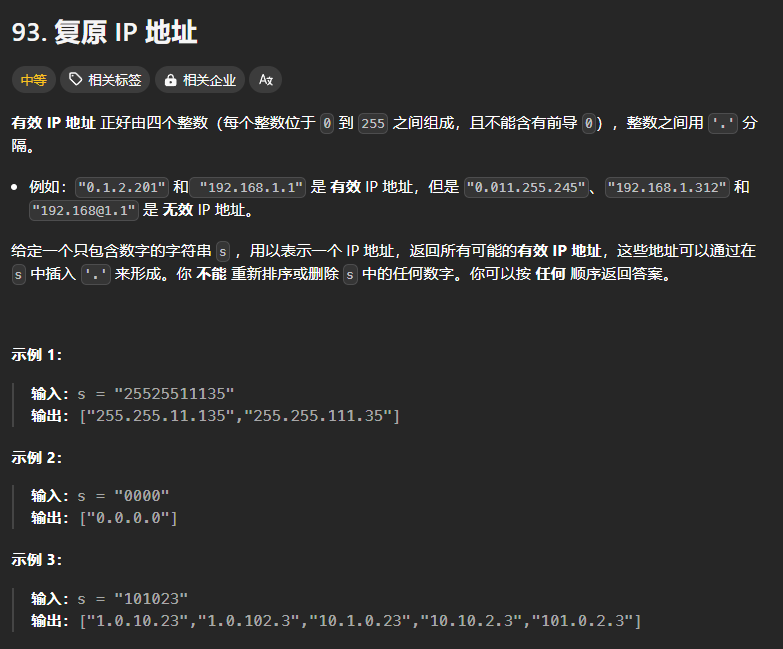 93. 复原 IP 地址
中等 相关标签 相关企业 Aあ
有效 IP 地址 正好由四个整数（每个整数位于 0 到 255 之间组成，且不能含有前导 0），整数之间用 '.' 分
隔。
• 例如："0.1.2.201" 和 "192.168.1.1" 是 有效 IP 地址，但是 "0.011.255.245"、"192.168.1.312" 和
"192.168@1.1" 是 无效 IP 地址。
给定一个只包含数字的字符串 s ，用以表示一个 IP 地址，返回所有可能的有效 IP 地址，这些地址可以通过在
s 中插入 '.' 来形成。你 不能 重新排序或删除 s 中的任何数字。你可以按 任何 顺序返回答案。
示例 1：
输入：s = "25525511135"
输出：["255.255.11.135","255.255.111.35"]
示例 2：
输入：s = "0000"
输出：["0.0.0.0"]
示例 3：
输入：s = "101023"
输出：["1.0.10.23","1.0.102.3","10.1.0.23","10.10.2.3","101.0.2.3"]